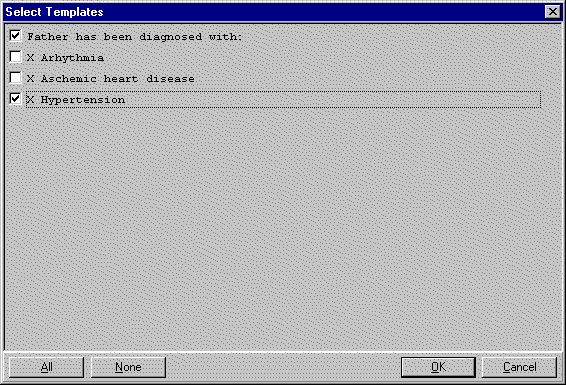 Select Templates
Father has been diagnosed with:
X Arhythmia
X Aschemic heart disease
X Hypertension
All
None
OK
Cancel